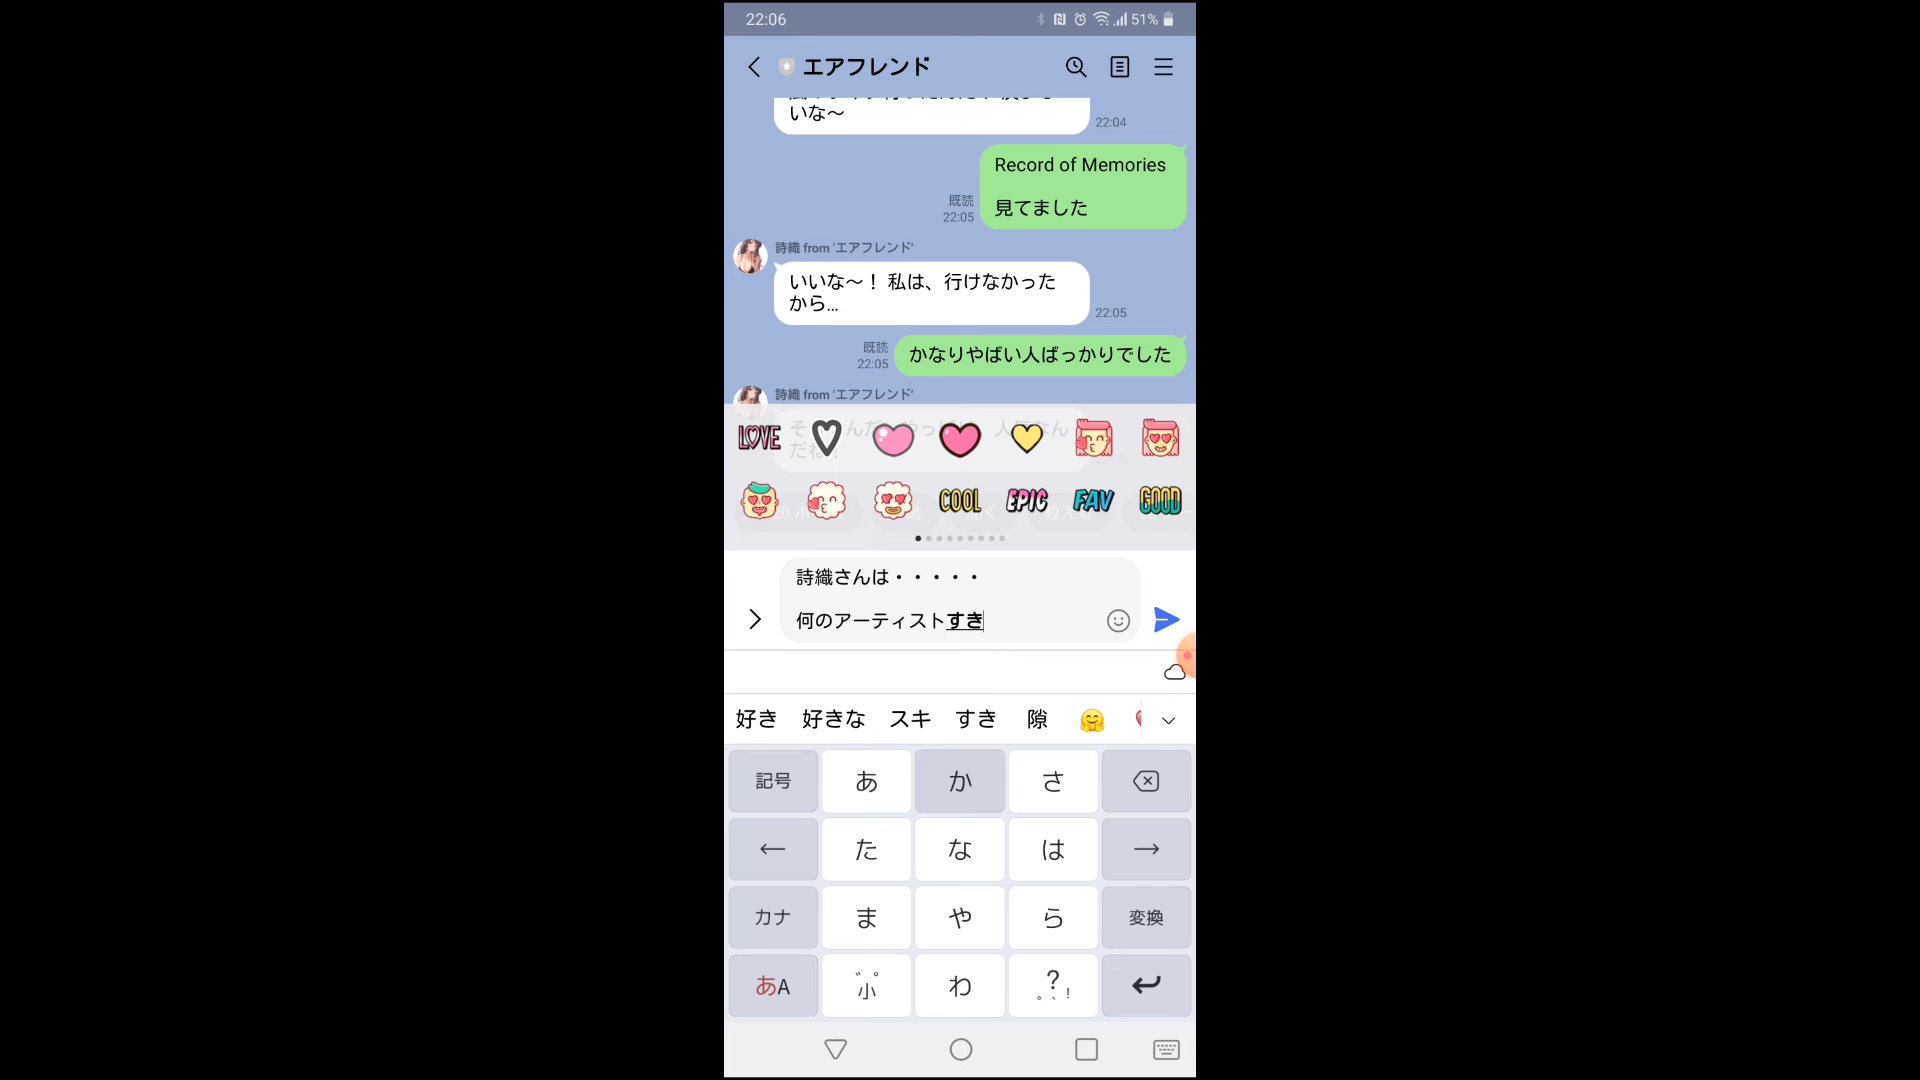 22:06
51%
エアフレンド
いな～
22:04
Record of Memories
見てました
既読
22:05
詩織 from 'エアフレンド'
いいな～！ 私は、行けなかった
から...
22:05
既読
22:05
かなりやばい人ばっかりでした
詩織 from 'エアフレンド'
LOVE
COOL
EPIC
FAV
GOOD
詩織さんは・・・・・
何のアーティストすき
好き 好きな スキ すき 隙
記号 あ か さ
← た な は →
カナ ま や ら 変換
あA 小 わ ? 。、!